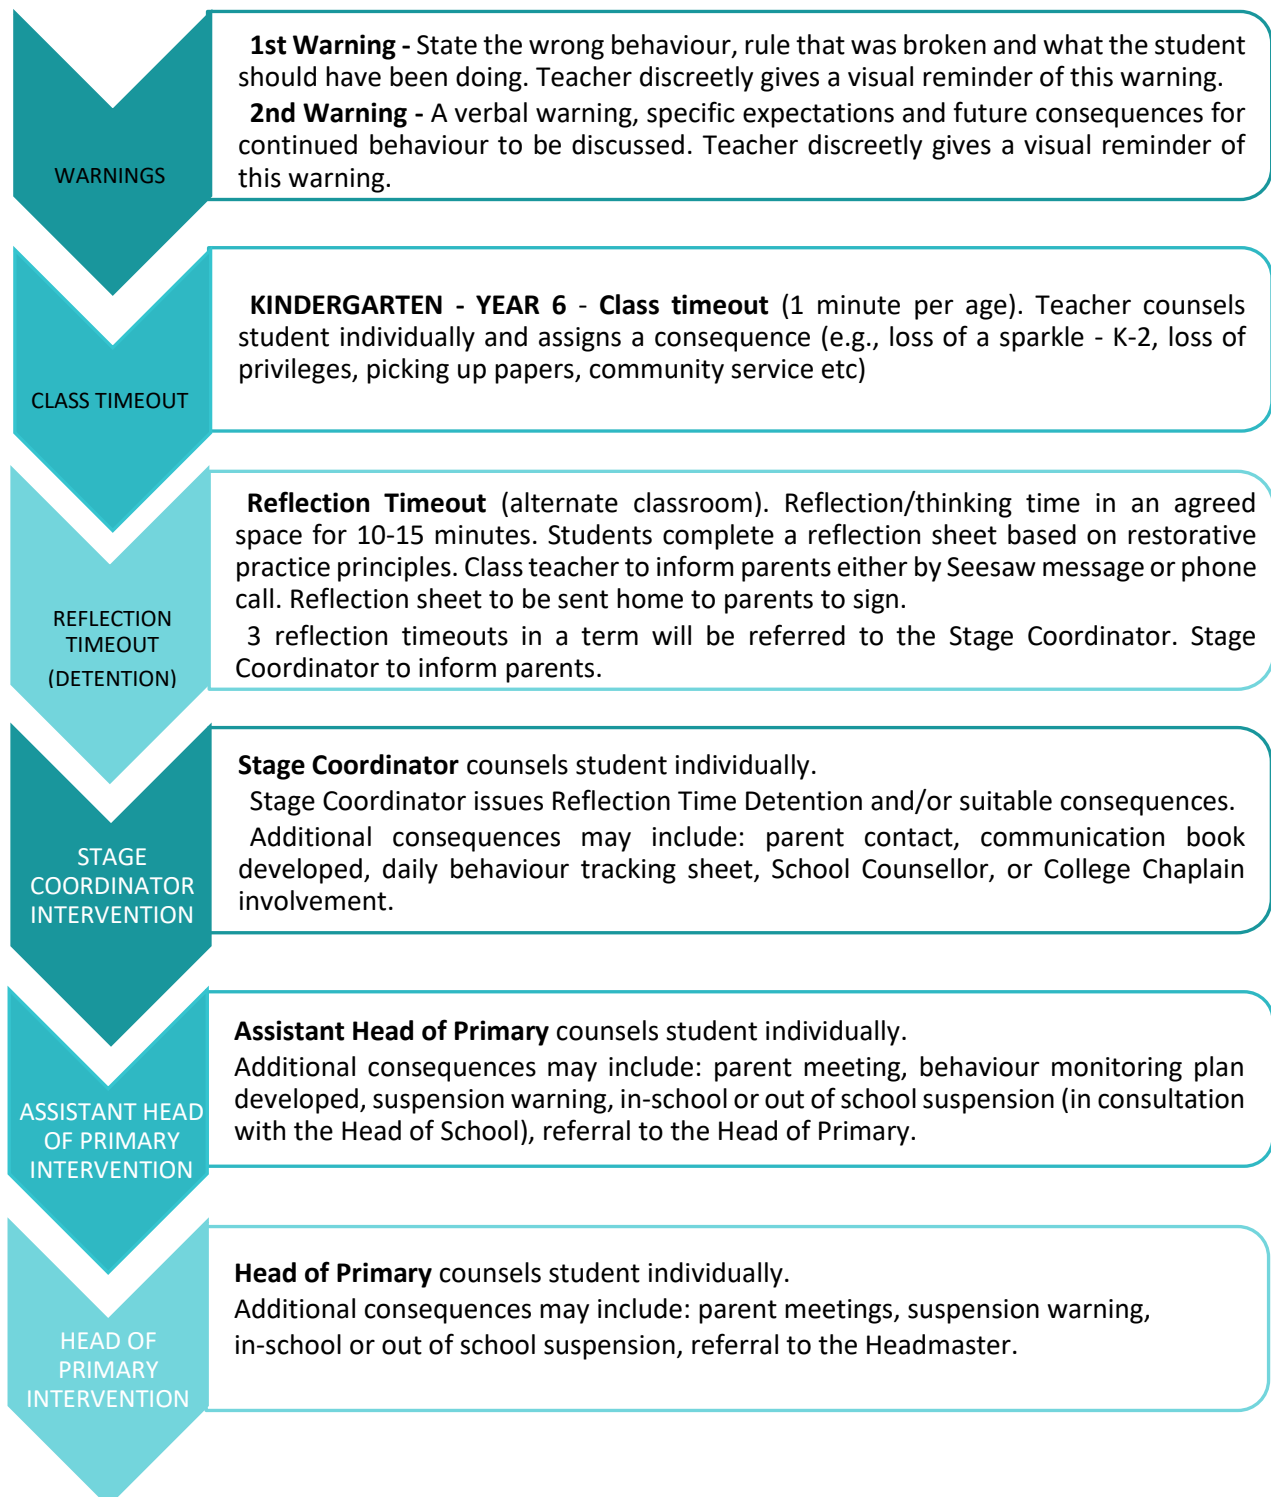 1st Warning - State the wrong behaviour, rule that was broken and what the student
should have been doing. Teacher discreetly gives a visual reminder of this warning.
2nd Warning - A verbal warning, specific expectations and future consequences for
continued behaviour to be discussed. Teacher discreetly gives a visual reminder of
this warning.
WARNINGS
KINDERGARTEN - YEAR 6 - Class timeout (1 minute per age). Teacher counsels
student individually and assigns a consequence (e.g., loss of a sparkle - K-2, loss of
privileges, picking up papers, community service etc)
CLASS TIMEOUT
Reflection Timeout (alternate classroom). Reflection/thinking time in an agreed
space for 10-15 minutes. Students complete a reflection sheet based on restorative
practice principles. Class teacher to inform parents either by Seesaw message or phone
call. Reflection sheet to be sent home to parents to sign.
3 reflection timeouts in a term will be referred to the Stage Coordinator. Stage
Coordinator to inform parents.
REFLECTION
TIMEOUT
(DETENTION)
Stage Coordinator counsels student individually.
Stage Coordinator issues Reflection Time Detention and/or suitable consequences.
Additional consequences may include: parent contact, communication book
developed, daily behaviour tracking sheet, School Counsellor, or College Chaplain
involvement.
STAGE
COORDINATOR
INTERVENTION
Assistant Head of Primary counsels student individually.
Additional consequences may include: parent meeting, behaviour monitoring plan
developed, suspension warning, in-school or out of school suspension (in consultation
with the Head of School), referral to the Head of Primary.
ASSISTANT HEAD
OF PRIMARY
INTERVENTION
Head of Primary counsels student individually.
Additional consequences may include: parent meetings, suspension warning,
in-school or out of school suspension, referral to the Headmaster.
HEAD OF
PRIMARY
INTERVENTION